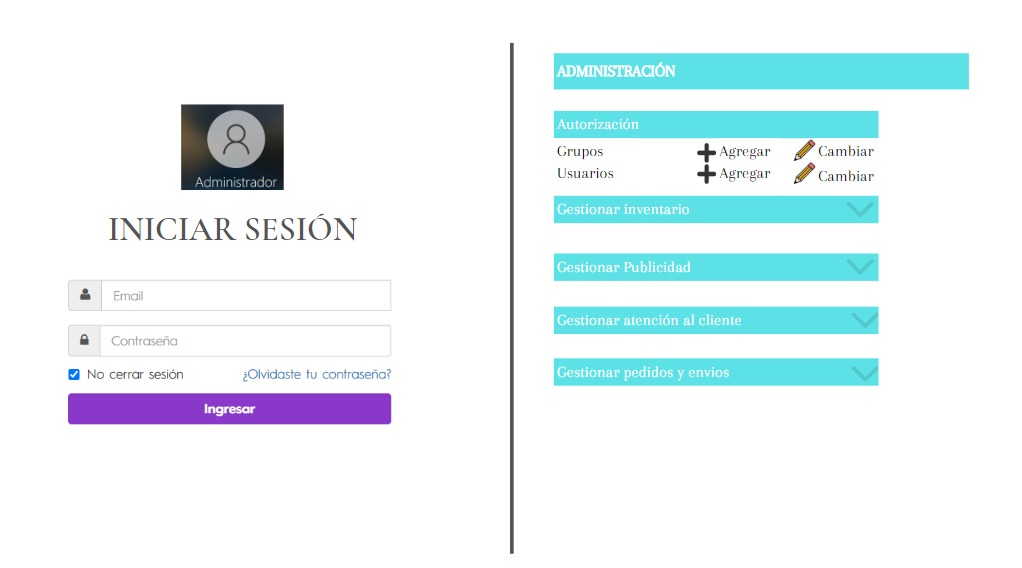 Administrador
INICIAR SESIÓN
Email
Contraseña
No cerrar sesión ¿Olvidaste tu contraseña?
Ingresar
ADMINISTRACIÓN
Autorización
Grupos Agregar Cambiar
Usuarios Agregar Cambiar
Gestionar inventario
Gestionar Publicidad
Gestionar atención al cliente
Gestionar pedidos y envios